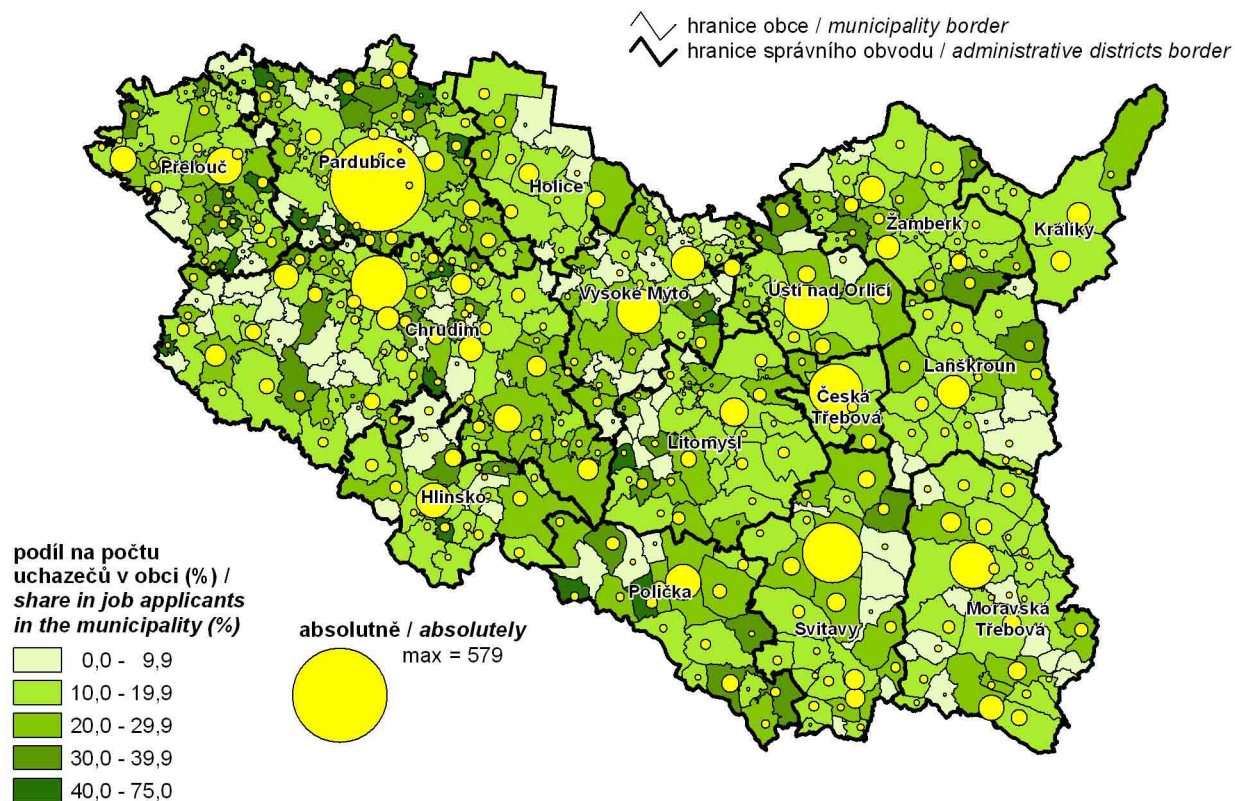 hranice obce / municipality border
hranice správního obvodu / administrative districts border
Přelouč
Pardubice
Holice
Žamberk
Králíky
Vysoké Mýto
Ústí nad Orlicí
Chrudim
Lanškroun
Česká
Třebová
Litomyšl
Hlinsko
Polička
Svitavy
Moravská
Třebová
podíl na počtu
uchazečů v obci (%) /
share in job applicants
in the municipality (%)
0,0 - 9,9
10,0 - 19,9
20,0 - 29,9
30,0 - 39,9
40,0 - 75,0
absolutně / absolutely
max = 579